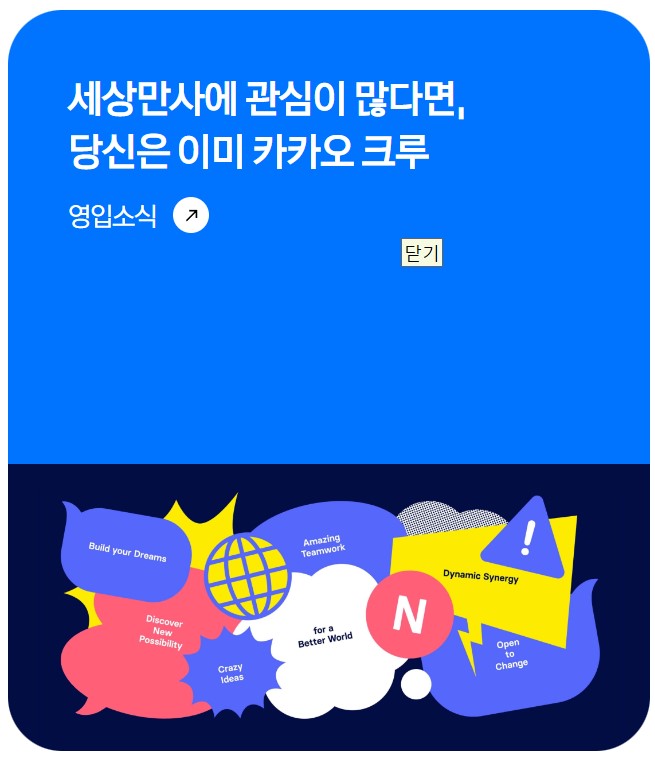 세상만사에 관심이 많다면,
당신은 이미 카카오 크루
영입소식
닫기
Build your Dreams
Amazing
Teamwork
Dynamic Synergy
Discover
New
Possibility
for a
Better World
N
Open
to
Change
Crazy
Ideas